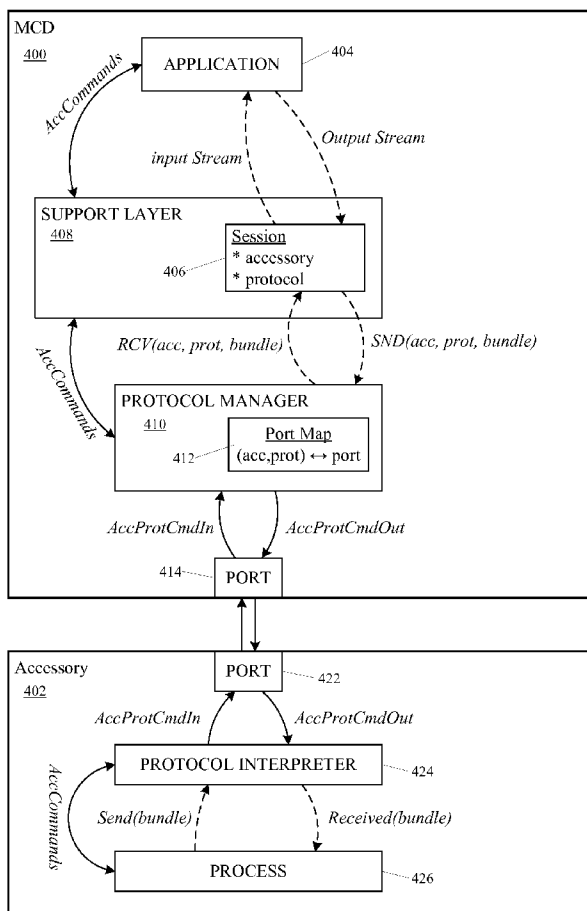 MCD
400
APPLICATION
404
AccCommands
input Stream
Output Stream
SUPPORT LAYER
408
Session
* accessory
* protocol
406
RCV(acc, prot, bundle)
SND(acc, prot, bundle)
AccCommands
PROTOCOL MANAGER
410
Port Map
(acc,prot) ↔ port
412
AccProtCmdIn
AccProtCmdOut
414
PORT
Accessory
402
PORT
422
AccProtCmdIn
AccProtCmdOut
PROTOCOL INTERPRETER
424
AccCommands
Send(bundle)
Received(bundle)
PROCESS
426